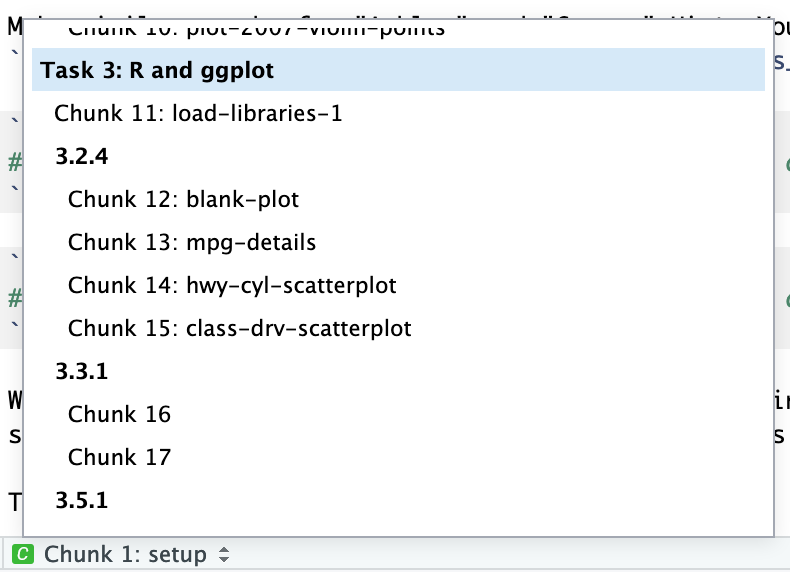 Chunk 10: plot-2007-violin-points
Task 3: R and ggplot
Chunk 11: load-libraries-1
3.2.4
Chunk 12: blank-plot
Chunk 13: mpg-details
Chunk 14: hwy-cyl-scatterplot
Chunk 15: class-drv-scatterplot
3.3.1
Chunk 16
Chunk 17
3.5.1
C Chunk 1: setup